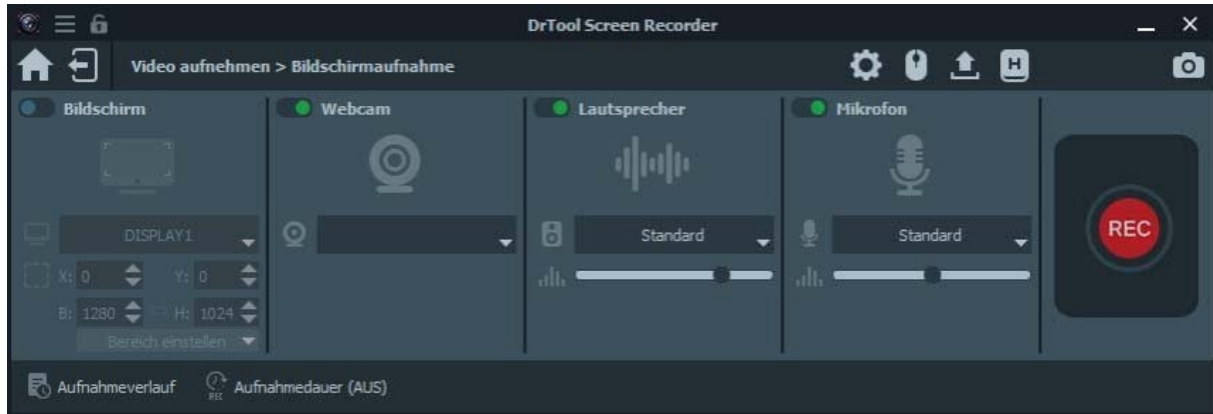 DrTool Screen Recorder
Video aufnehmen > Bildschirmaufnahme
H
Bildschirm
Webcam
Lautsprecher
Mikrofon
DISPLAY1
Standard
Standard
REC
X: 0
Y: 0
B: 1280
H: 1024
Bereich einstellen
Aufnahmeverlauf
REC
Aufnahmedauer (AUS)